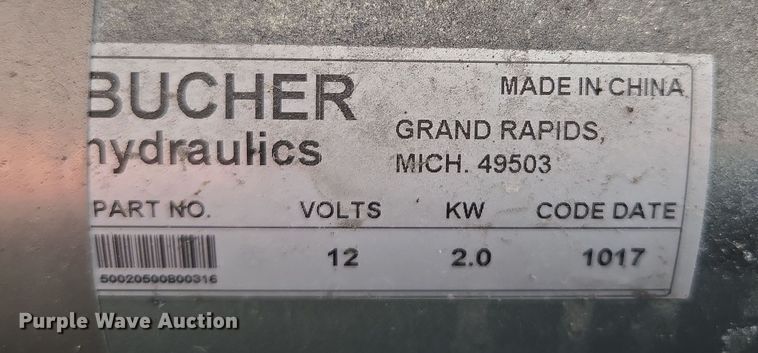 BUCHER
hydraulics
MADE IN CHINA
GRAND RAPIDS,
MICH. 49503
PART NO. VOLTS KW CODE DATE
12 2.0 1017
50020500800316
Purple Wave Auction